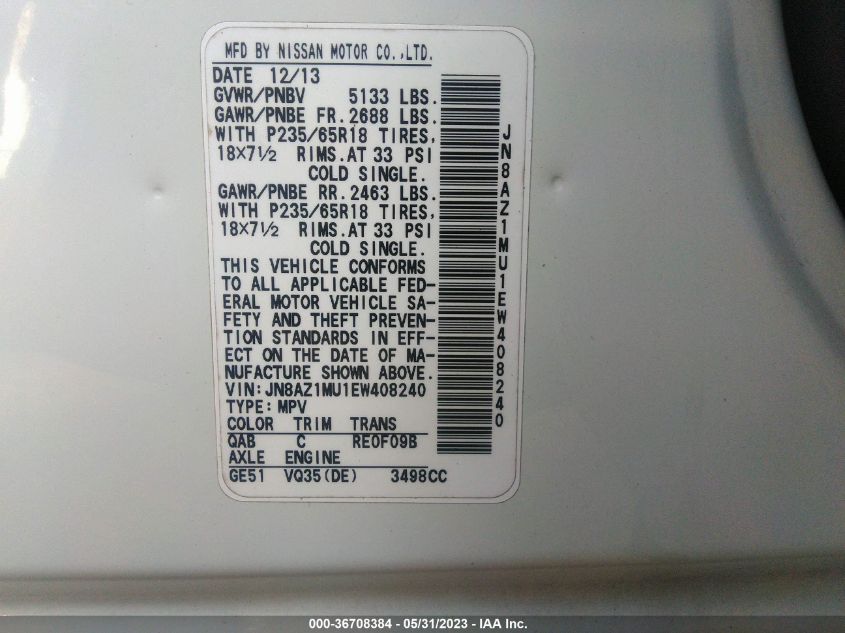 MFD BY NISSAN MOTOR CO.,LTD.
DATE 12/13
GVWR/PNBV 5133 LBS.
GAWR/PNBE FR. 2688 LBS.
WITH P235/65R18 TIRES,
18×7½ RIMS. AT 33 PSI
COLD SINGLE.
GAWR/PNBE RR. 2463 LBS.
WITH P235/65R18 TIRES,
18×7½ RIMS. AT 33 PSI
COLD SINGLE.
THIS VEHICLE CONFORMS
TO ALL APPLICABLE FED-
ERAL MOTOR VEHICLE SA-
FETY AND THEFT PREVEN-
TION STANDARDS IN EFF-
ECT ON THE DATE OF MA-
NUFACTURE SHOWN ABOVE.
VIN:JN8AZ1MU1EW408240
TYPE:MPV
COLOR TRIM TRANS
QAB C RE0F09B
AXLE ENGINE
GE51 VQ35(DE) 3498CC
JN8AZ1MU1EW408240
000-36708384 - 05/31/2023 - IAA Inc.